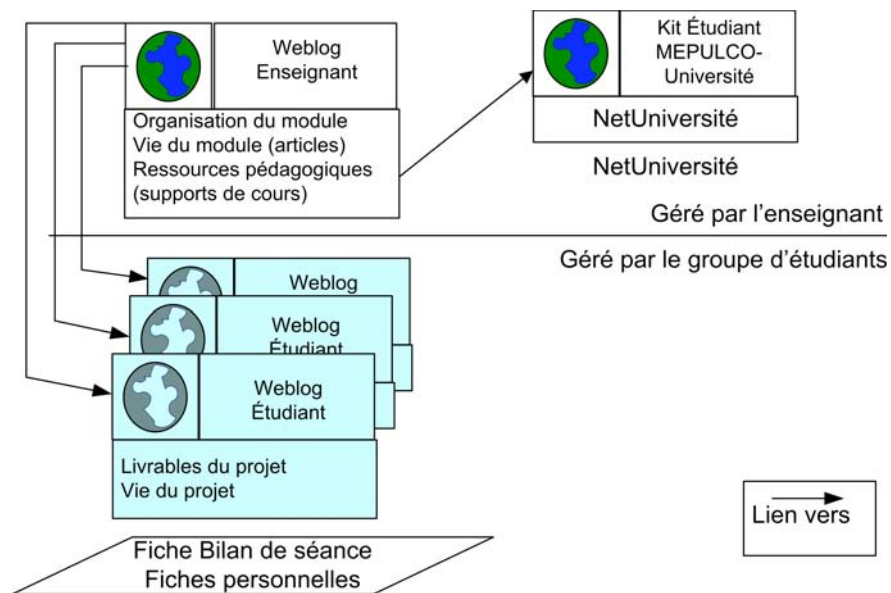 Weblog
Enseignant
Organisation du module
Vie du module (articles)
Ressources pédagogiques
(supports de cours)
Kit Étudiant
MEPULCO-
Université
NetUniversité
NetUniversité
Géré par l'enseignant
Géré par le groupe d'étudiants
Weblog
Weblog
Étudiant
Weblog
Étudiant
Livrables du projet
Vie du projet
Fiche Bilan de séance
Fiches personnelles
Lien vers